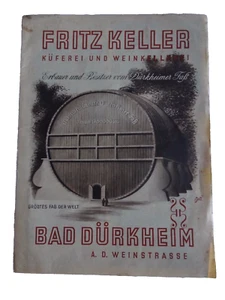 FRITZ KELLER
KÜFEREI UND WEINKELLEREI
Erbauer und Besitzer vom Dürkheimer Faß
GRÖSSTES FAß DER WELT
BAD DÜRKHEIM
A. D. WEINSTRASSE